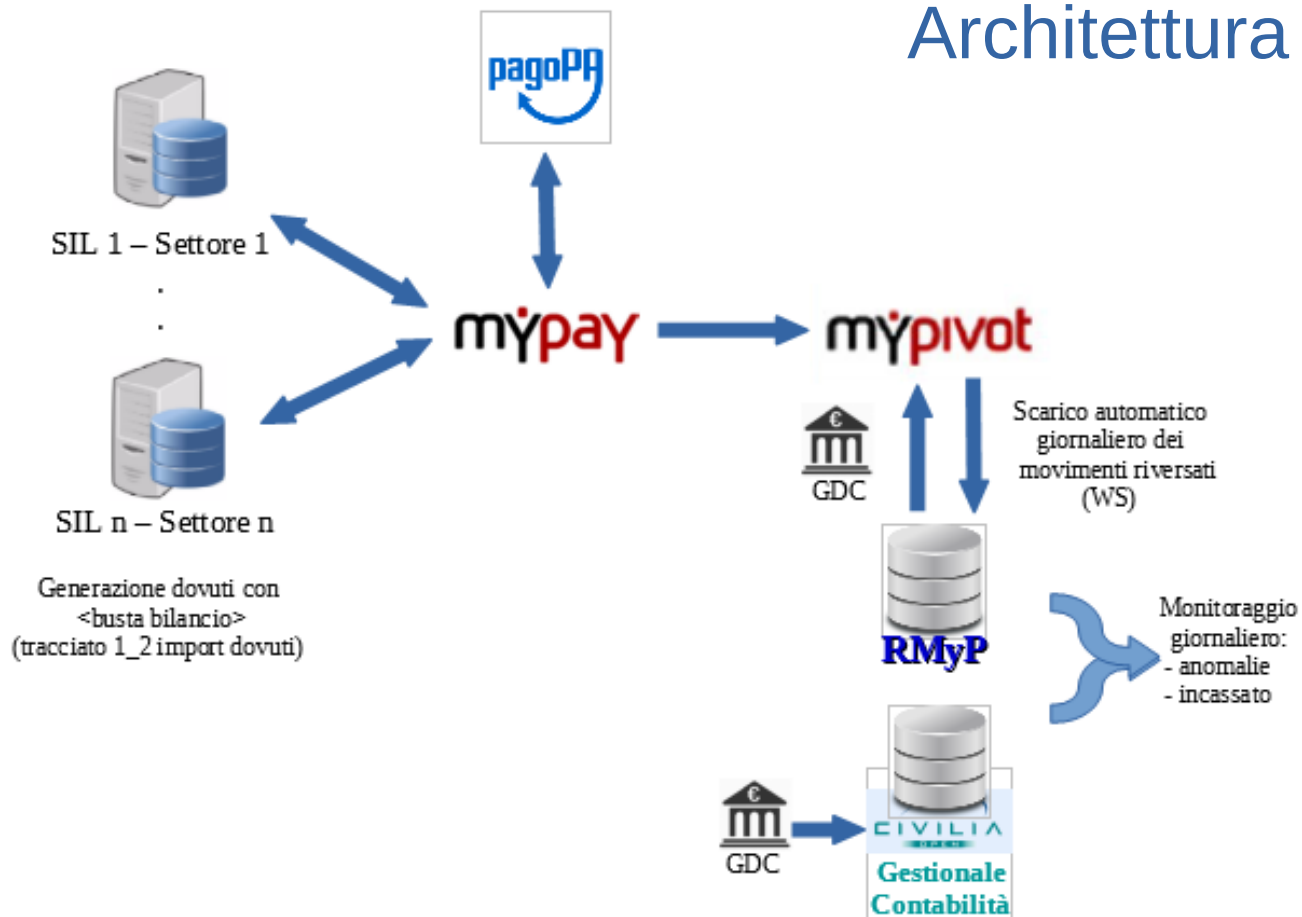 Architettura
pagoPA
SIL 1 – Settore 1
.
.
SIL n – Settore n
Generazione dovuti con
<busta bilancio>
(tracciato 1_2 import dovuti)
mypay
mypivot
€
GDC
Scarico automatico
giornaliero dei
movimenti riversati
(WS)
RMyP
Monitoraggio
giornaliero:
- anomalie
- incassato
€
GDC
CIVILIA
OPEN
Gestionale
Contabilità